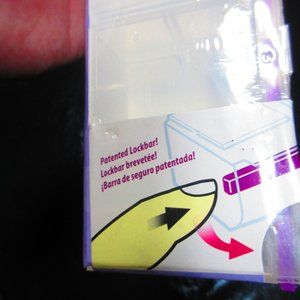 Patented Lockbar!
Lockbar brevetée!
¡Barra de seguro patentada!